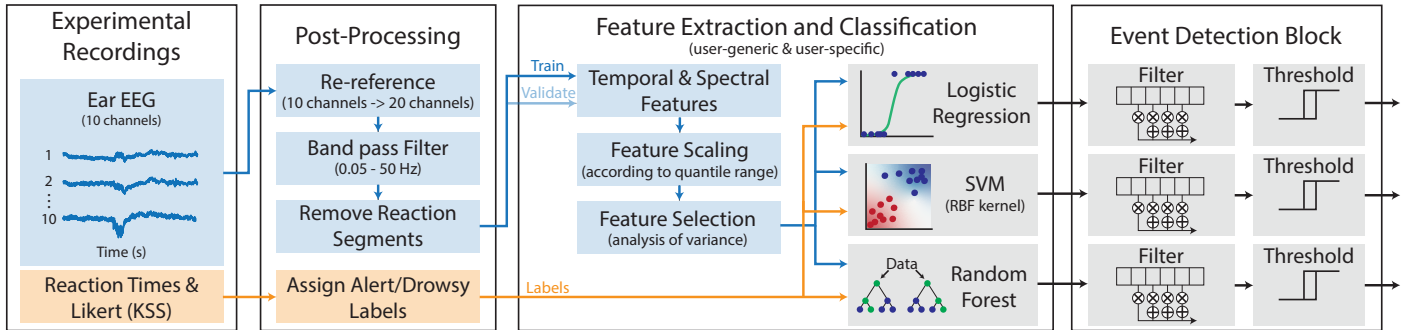 Experimental
Recordings
Ear EEG
(10 channels)
1
2
10
Time (s)
Reaction Times &
Likert (KSS)
Post-Processing
Re-reference
(10 channels -> 20 channels)
Band pass Filter
(0.05 - 50 Hz)
Remove Reaction
Segments
Assign Alert/Drowsy
Labels
Feature Extraction and Classification
(user-generic & user-specific)
Train
Validate
Labels
Temporal & Spectral
Features
Feature Scaling
(according to quantile range)
Feature Selection
(analysis of variance)
Logistic
Regression
SVM
(RBF kernel)
Data
Random
Forest
Event Detection Block
Filter
Threshold
Filter
Threshold
Filter
Threshold